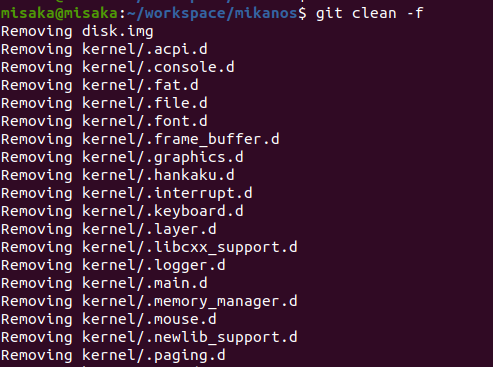 misaka@misaka:~/workspace/mikanos$ git clean -f
Removing disk.img
Removing kernel/.acpi.d
Removing kernel/.console.d
Removing kernel/.fat.d
Removing kernel/.file.d
Removing kernel/.font.d
Removing kernel/.frame_buffer.d
Removing kernel/.graphics.d
Removing kernel/.hankaku.d
Removing kernel/.interrupt.d
Removing kernel/.keyboard.d
Removing kernel/.layer.d
Removing kernel/.libcxx_support.d
Removing kernel/.logger.d
Removing kernel/.main.d
Removing kernel/.memory_manager.d
Removing kernel/.mouse.d
Removing kernel/.newlib_support.d
Removing kernel/.paging.d